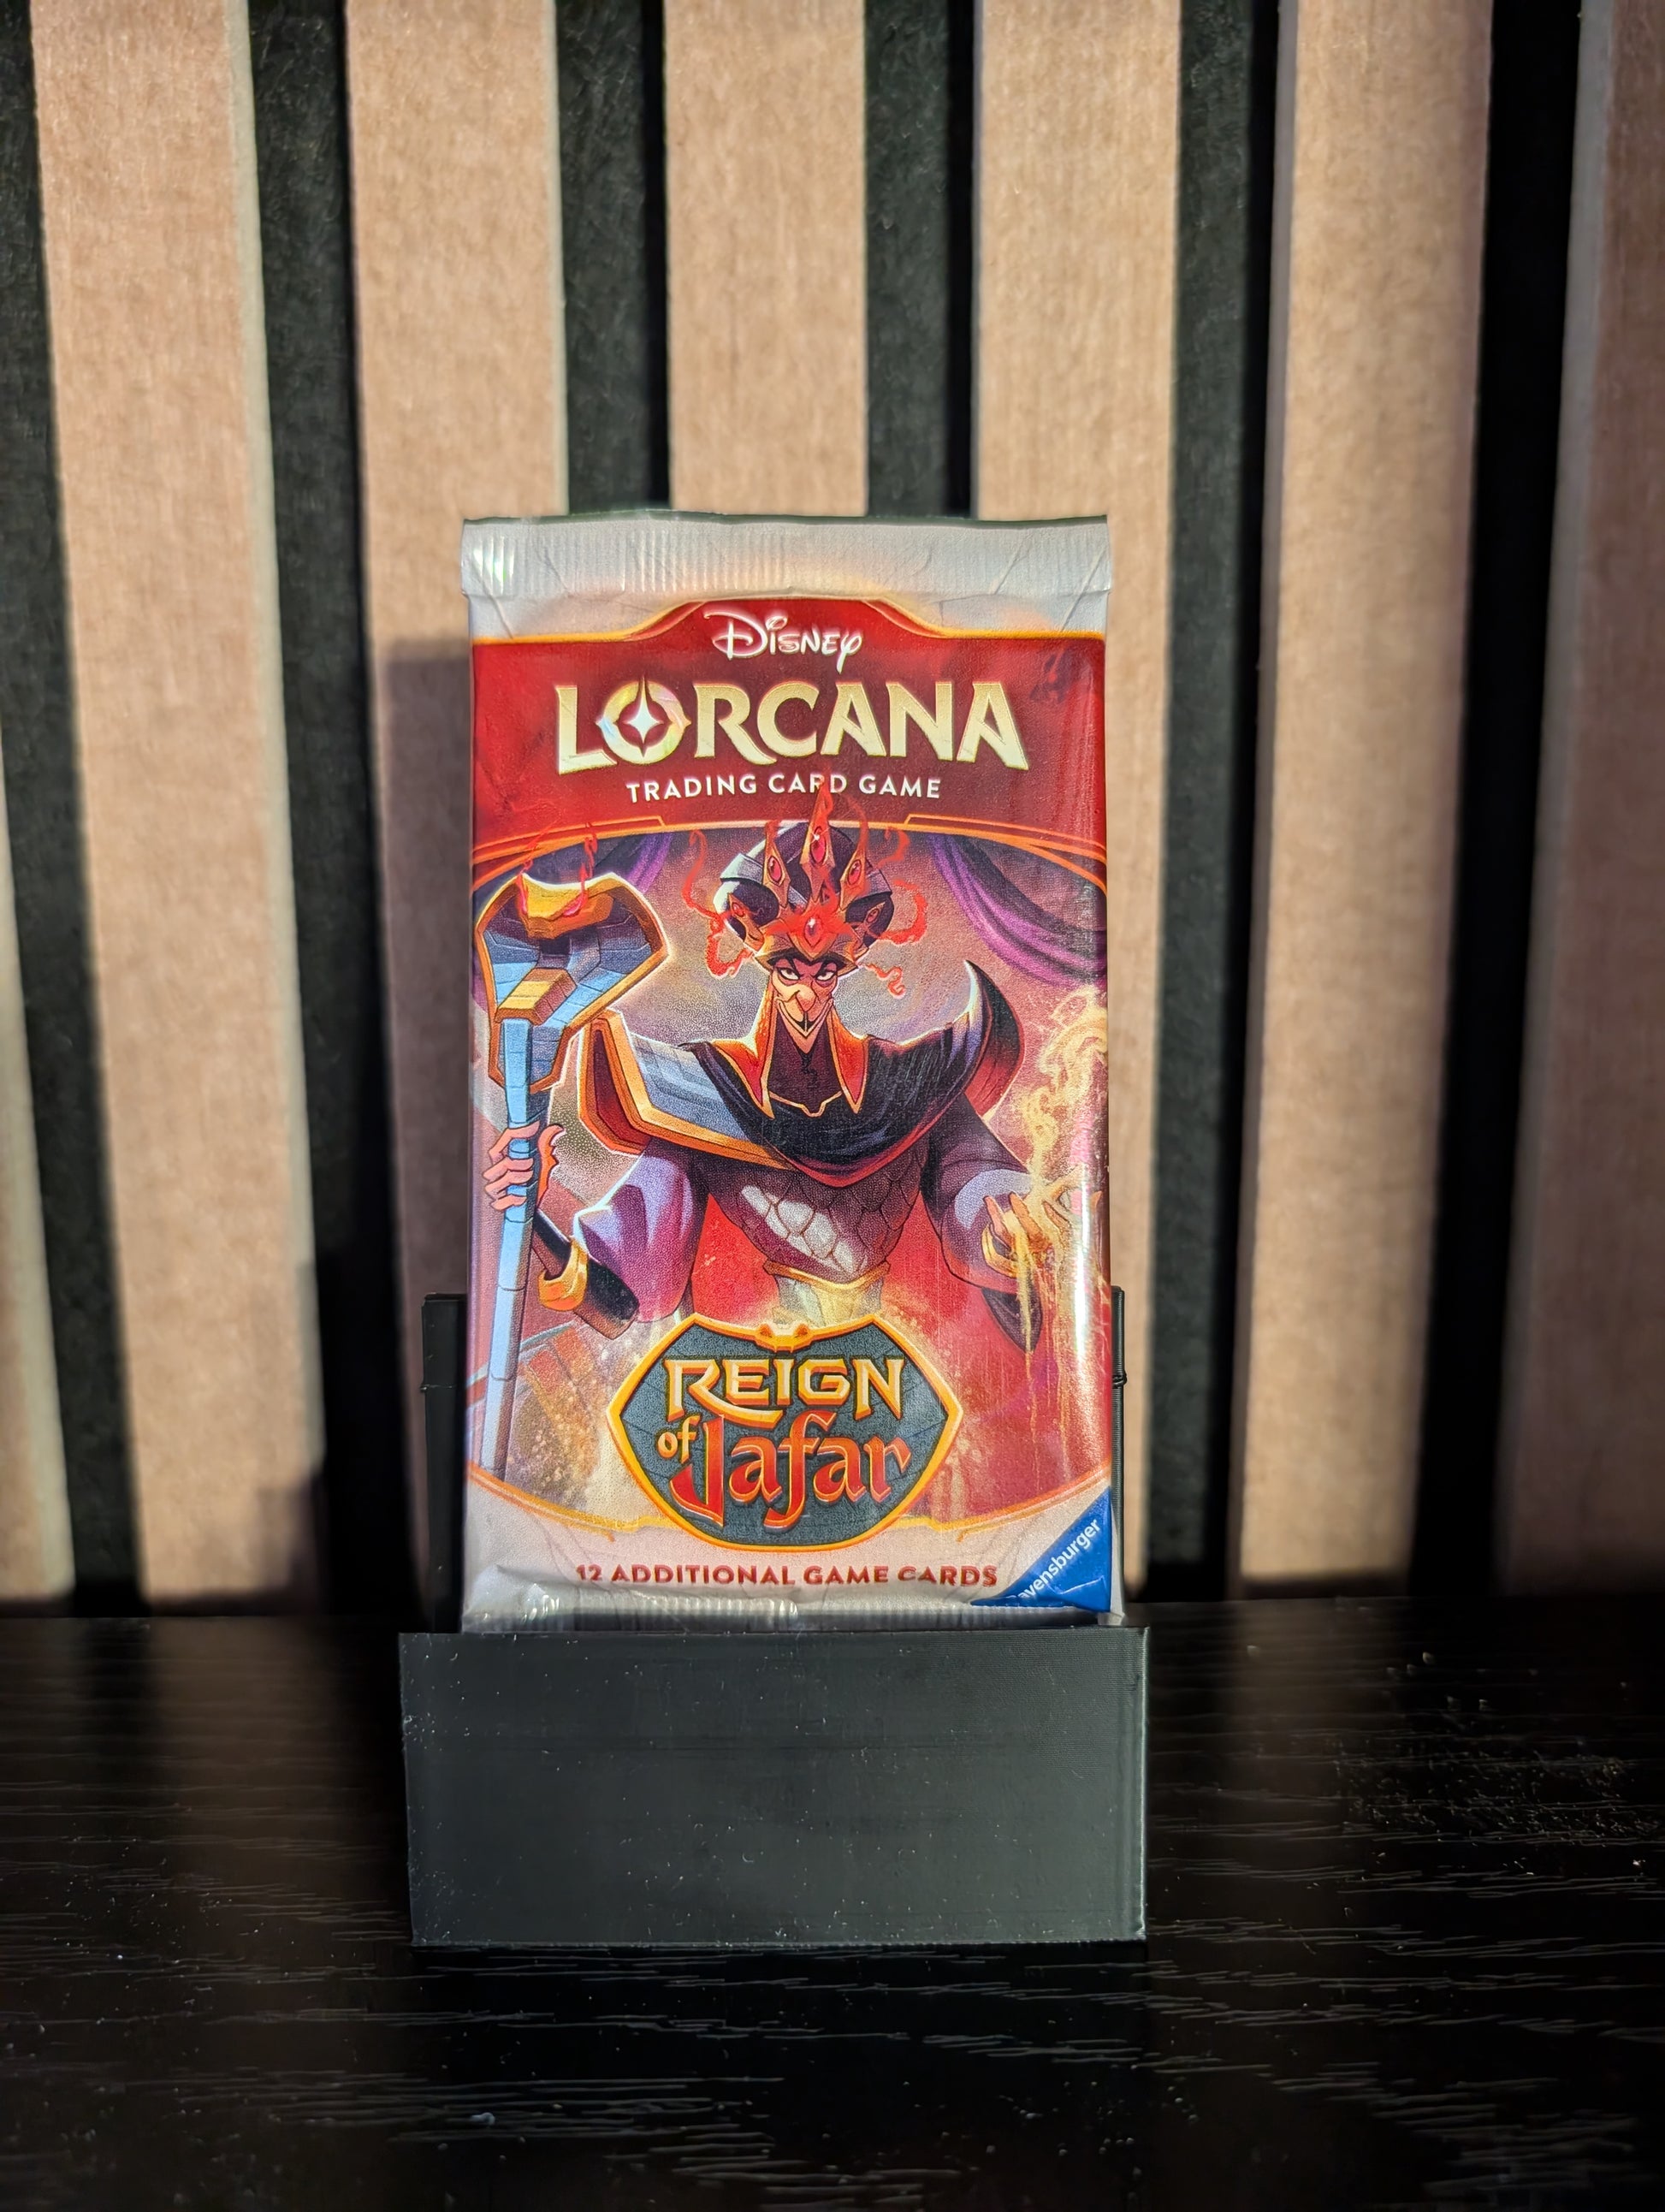 Disney
LORCANA
TRADING CARD GAME
REIGN
of Jafar
12 ADDITIONAL GAME CARDS
Ravensburger